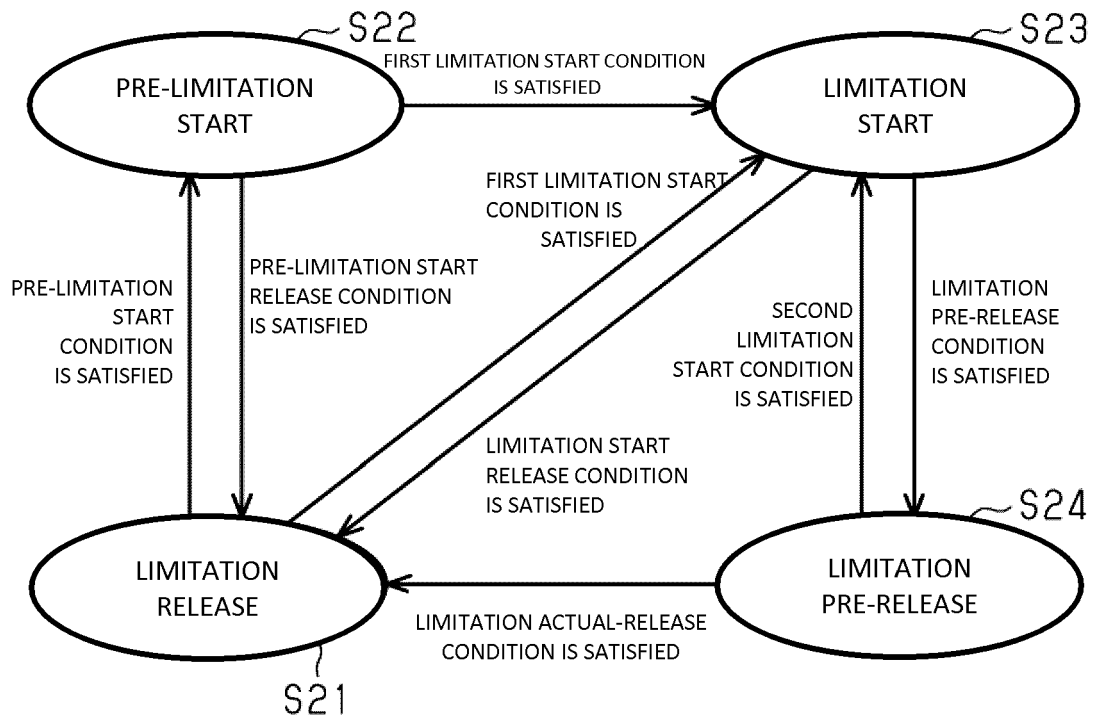 S22
S23
PRE-LIMITATION
START
FIRST LIMITATION START CONDITION
IS SATISFIED
LIMITATION
START
FIRST LIMITATION START
CONDITION IS
SATISFIED
PRE-LIMITATION
START
CONDITION
IS SATISFIED
PRE-LIMITATION START
RELEASE CONDITION
IS SATISFIED
SECOND
LIMITATION
START CONDITION
IS SATISFIED
LIMITATION
PRE-RELEASE
CONDITION
IS SATISFIED
LIMITATION START
RELEASE CONDITION
IS SATISFIED
S24
LIMITATION
RELEASE
LIMITATION
PRE-RELEASE
LIMITATION ACTUAL-RELEASE
CONDITION IS SATISFIED
S21